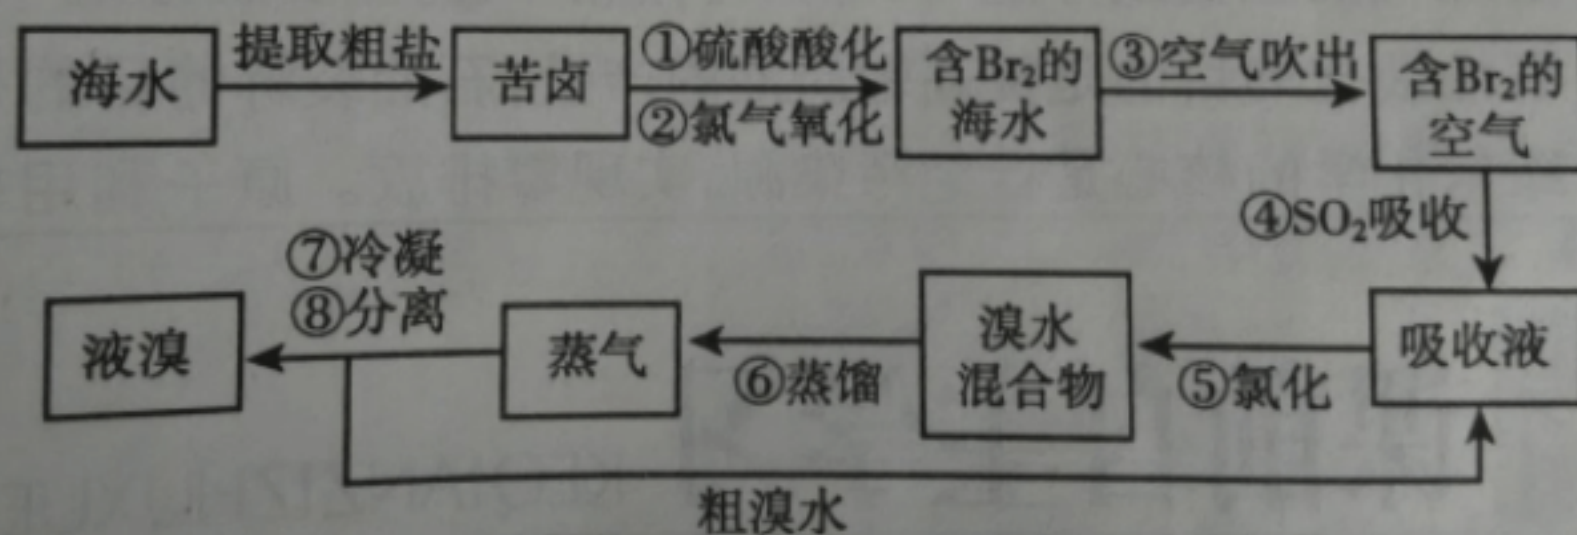 海水
提取粗盐
苦卤
①硫酸酸化
②氯气氧化
含Br₂的
海水
③空气吹出
含Br₂的
空气
④SO₂吸收
吸收液
⑤氯化
溴水
混合物
⑥蒸馏
蒸气
⑦冷凝
⑧分离
液溴
粗溴水